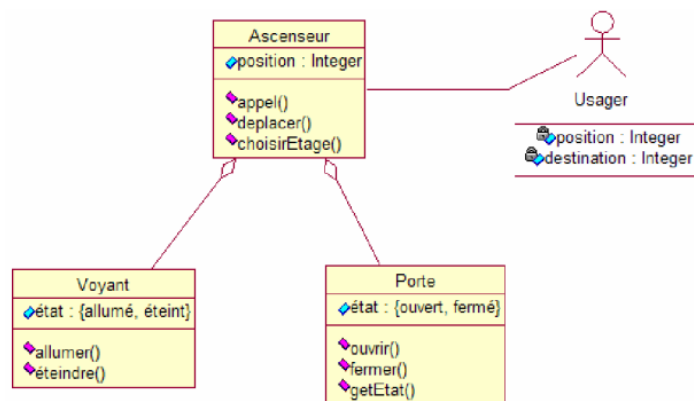 Ascenseur
position : Integer
appel()
deplacer()
choisirEtage()
Usager
position : Integer
destination : Integer
Voyant
état : {allumé, éteint}
allumer()
éteindre()
Porte
état : {ouvert, fermé}
ouvrir()
fermer()
getEtat()